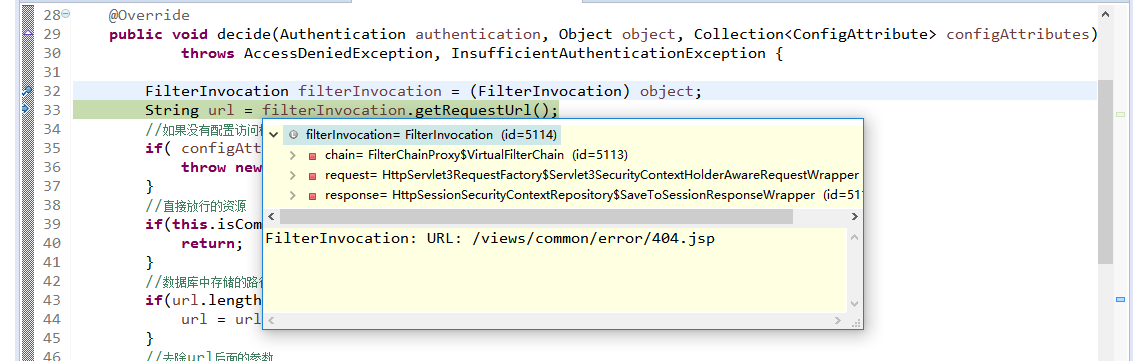 28 @Override
29 public void decide(Authentication authentication, Object object, Collection<ConfigAttribute> configAttributes)
30 throws AccessDeniedException, InsufficientAuthenticationException {
31
32 FilterInvocation filterInvocation = (FilterInvocation) object;
33 String url = filterInvocation.getRequestUrl();
34 //如果没有配置访问
35 if( configAtt
36 throw new
37 }
38 //直接放行的资源
39 if(this.isCom
40 return;
41 }
42 //数据库中存储的路径
43 if(url.length
44 url = url
45 }
46 //去除url后面的参数
filterInvocation= FilterInvocation (id=5114)
chain= FilterChainProxy$VirtualFilterChain (id=5113)
request= HttpServlet3RequestFactory$Servlet3SecurityContextHolderAwareRequestWrapper
response= HttpSessionSecurityContextRepository$SaveToSessionResponseWrapper (id=511
FilterInvocation: URL: /views/common/error/404.jsp